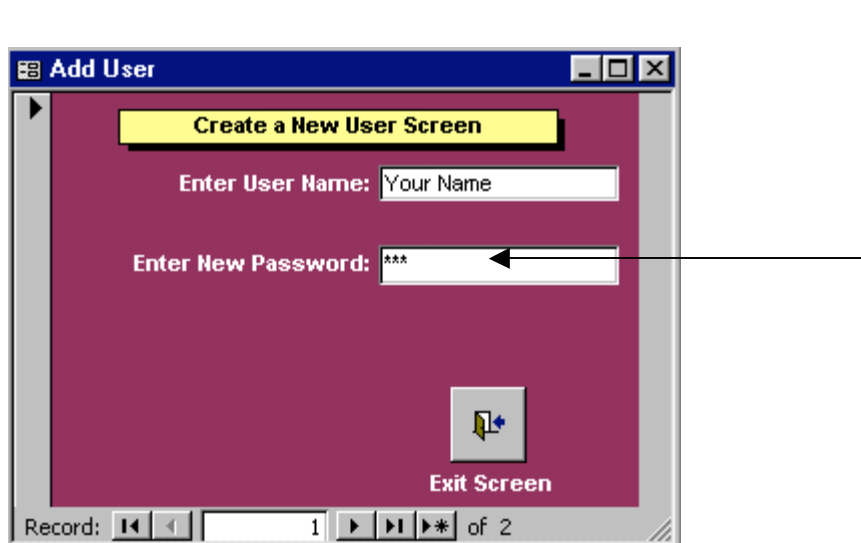 Add User
Create a New User Screen
Enter User Name: Your Name
Enter New Password: ***
Exit Screen
Record: 1 of 2